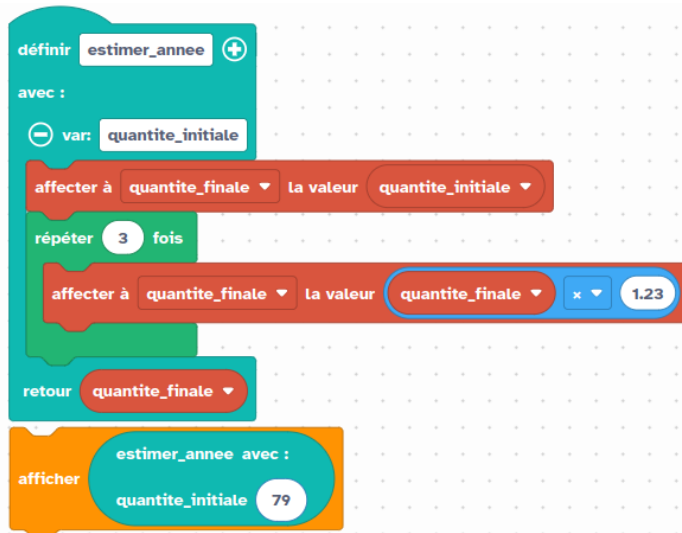 définir estimer_annee
avec :
var: quantite_initiale
affecter à quantite_finale la valeur quantite_initiale
répéter 3 fois
affecter à quantite_finale la valeur quantite_finale × 1.23
retour quantite_finale
estimer_annee avec :
afficher
quantite_initiale 79